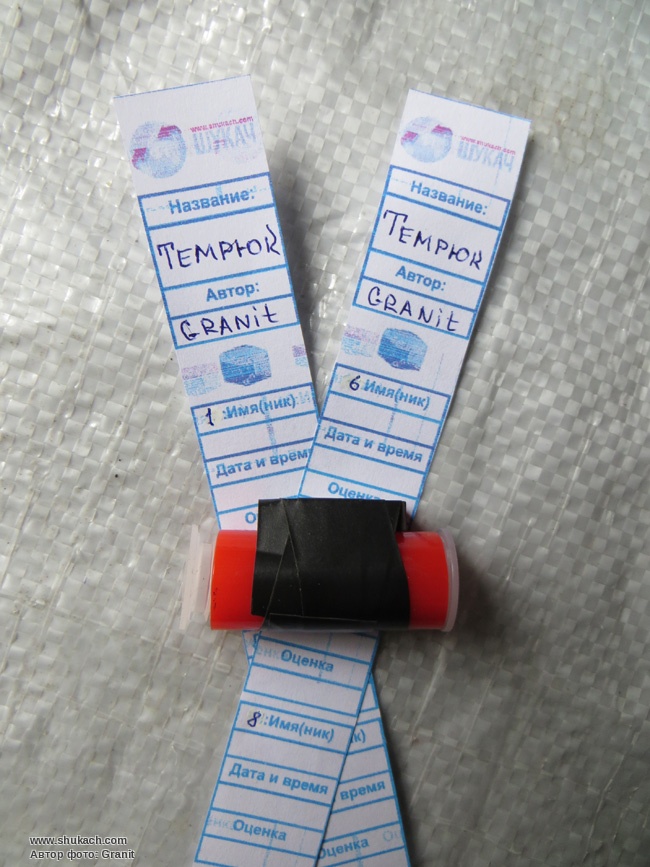 www.shukach.com
ШУКАЧ
Название:
ТЕМРЮК
Автор:
GRANit
1 :Имя(ник)
Дата и время
www.shukach.com
ШУКАЧ
Название:
ТЕМРЮК
Автор:
GRANit
6 :Имя(ник)
Дата и время
Оценка
Оценка
8 :Имя(ник)
Дата и время
Оценка
время
Оценка
www.shukach.com
Автор фото: Granit